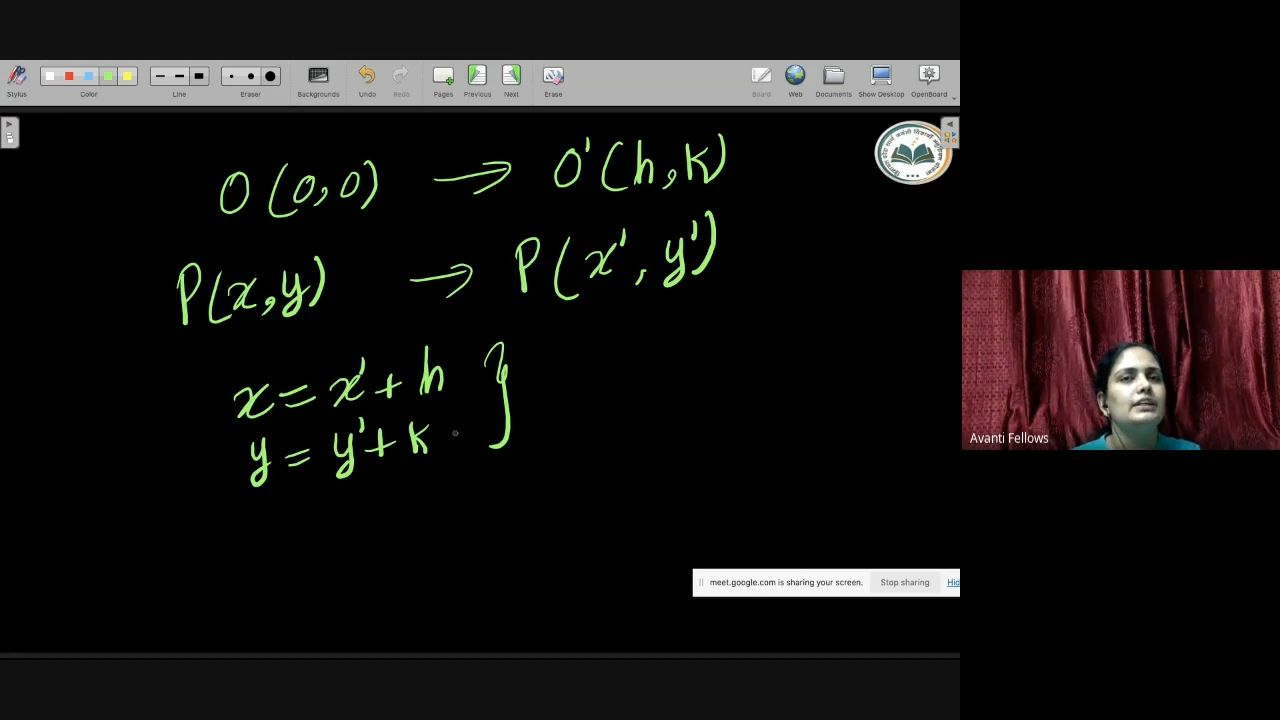 Stylus Color Line Eraser Backgrounds Undo Redo Pages Previous Next Erase Board Web Documents Show Desktop OpenBoard
O (0,0) → O'(h,k)
P(x,y) → P(x', y')
x = x' + h }
y = y' + k
Avanti Fellows
meet.google.com is sharing your screen. Stop sharing